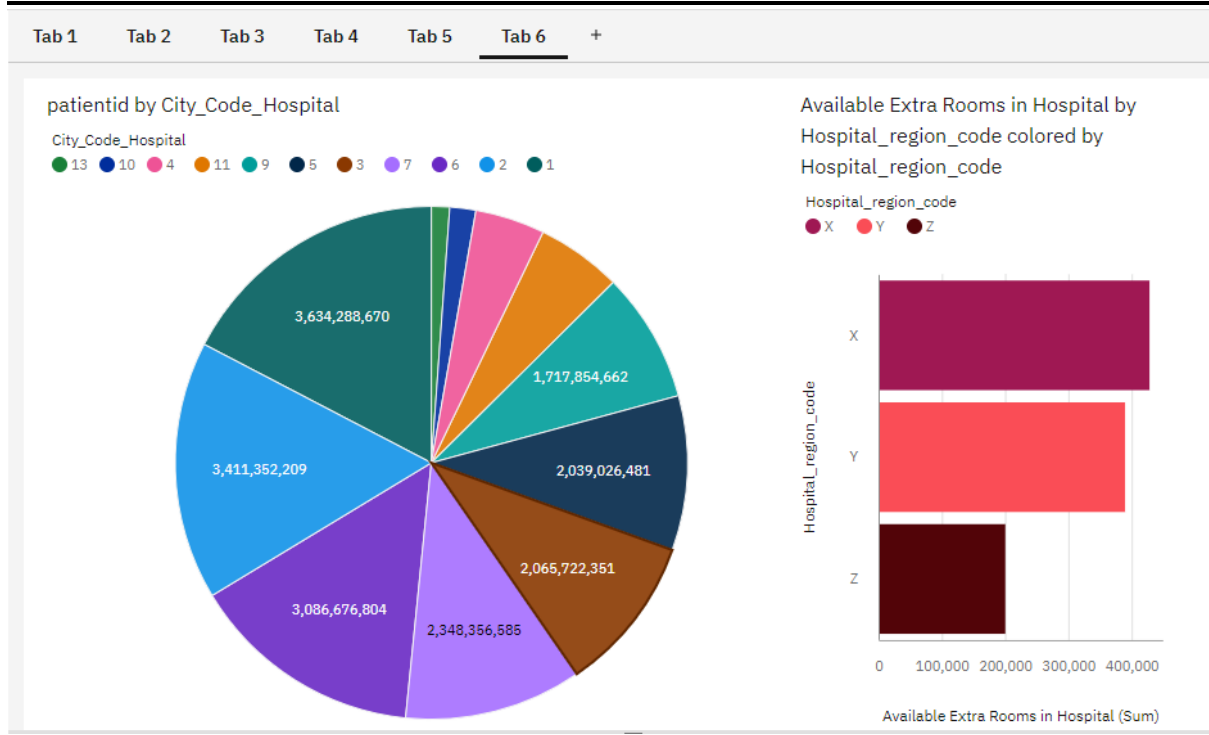 Tab 1 Tab 2 Tab 3 Tab 4 Tab 5 Tab 6 +
patientid by City_Code_Hospital
City_Code_Hospital
13 10 4 11 9 5 3 7 6 2 1
3,634,288,670
1,717,854,662
3,411,352,209
2,039,026,481
2,065,722,351
3,086,676,804
2,348,356,585
Available Extra Rooms in Hospital by
Hospital_region_code colored by
Hospital_region_code
Hospital_region_code
X Y Z
Hospital_region_code
X
Y
Z
0 100,000 200,000 300,000 400,000
Available Extra Rooms in Hospital (Sum)